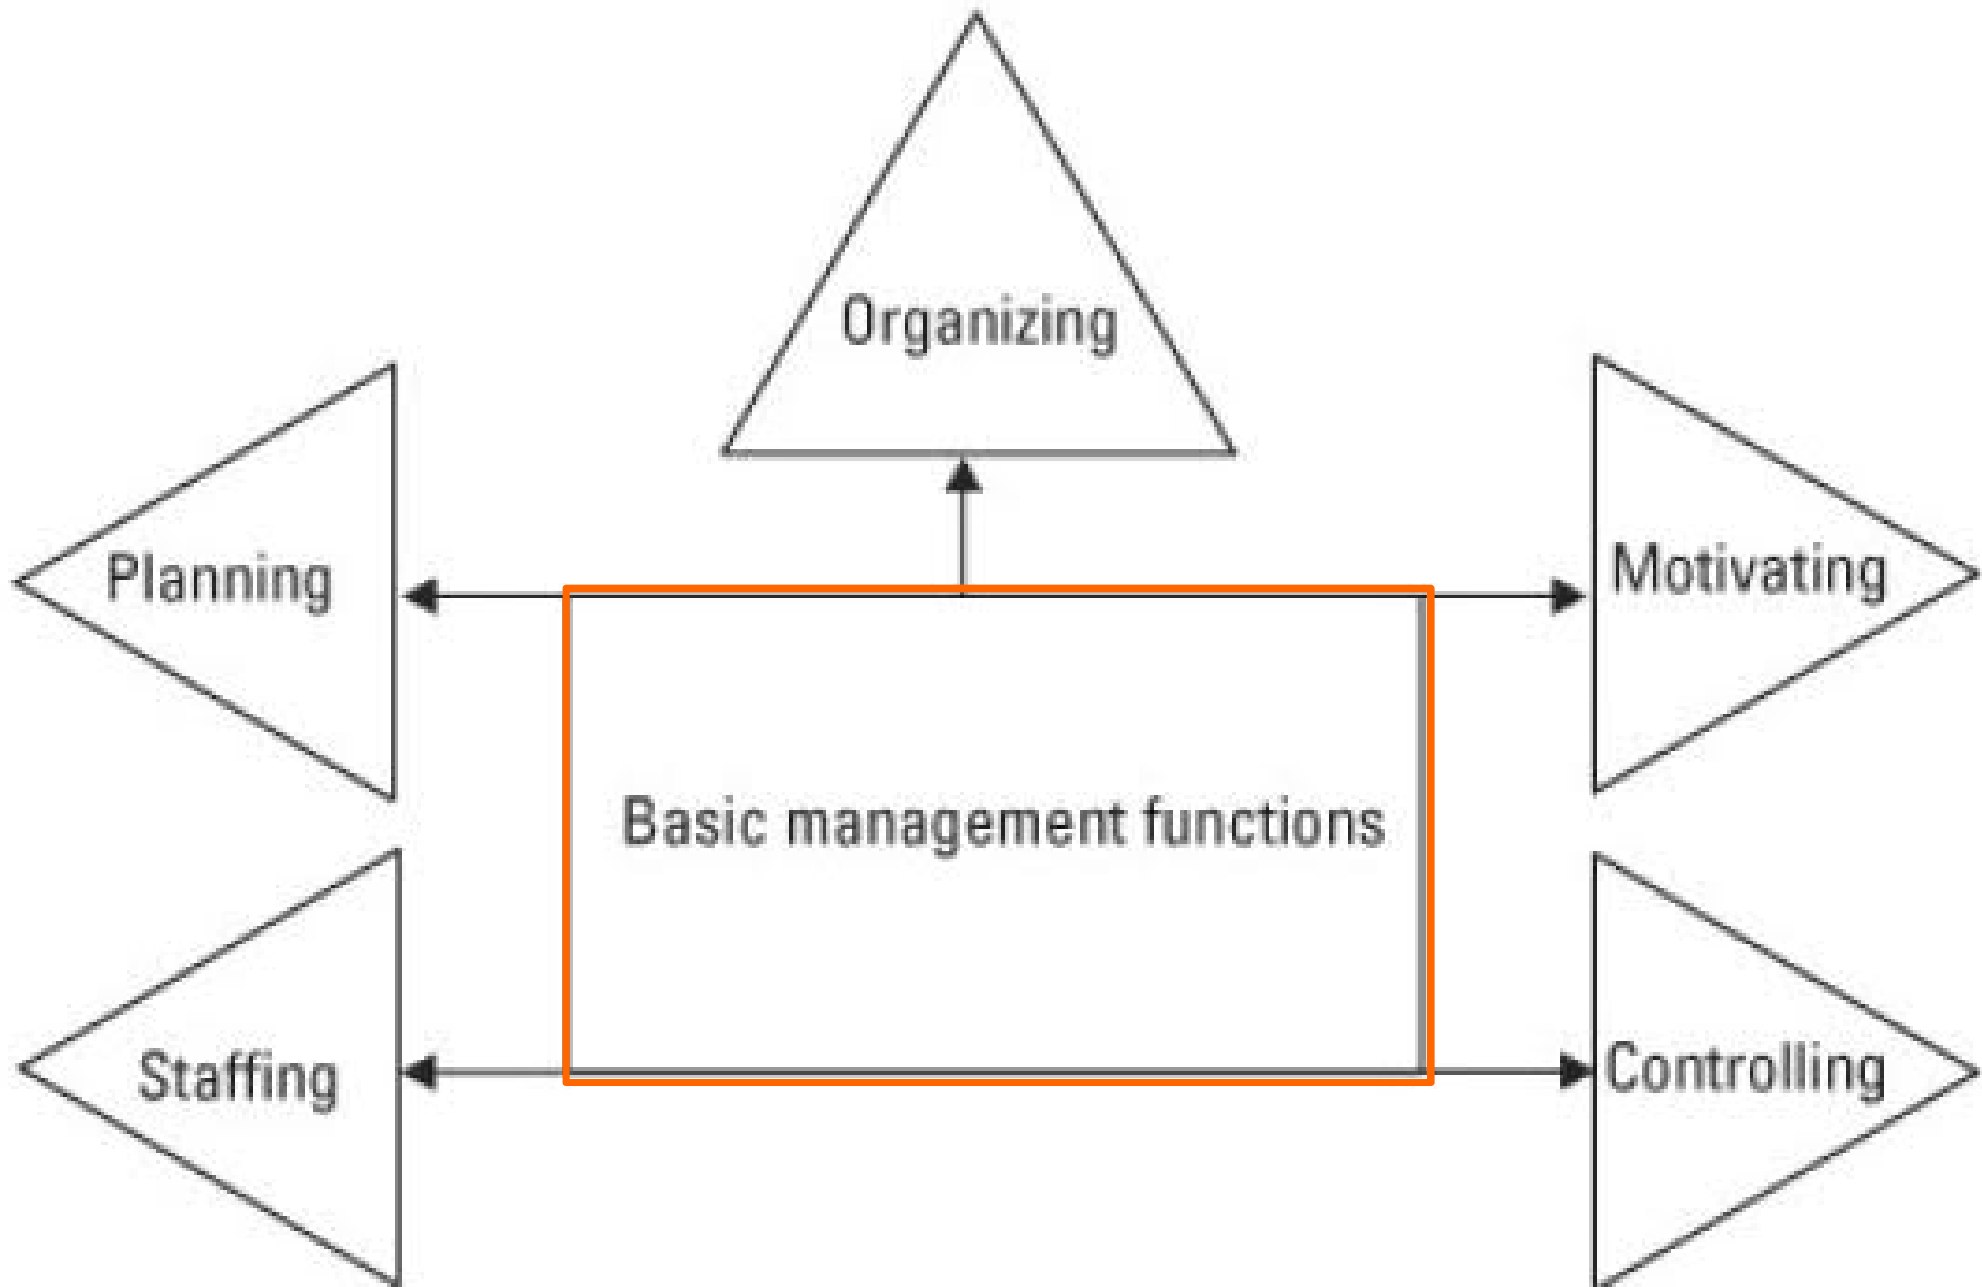 Organizing
Planning
Motivating
Basic management functions
Staffing
Controlling